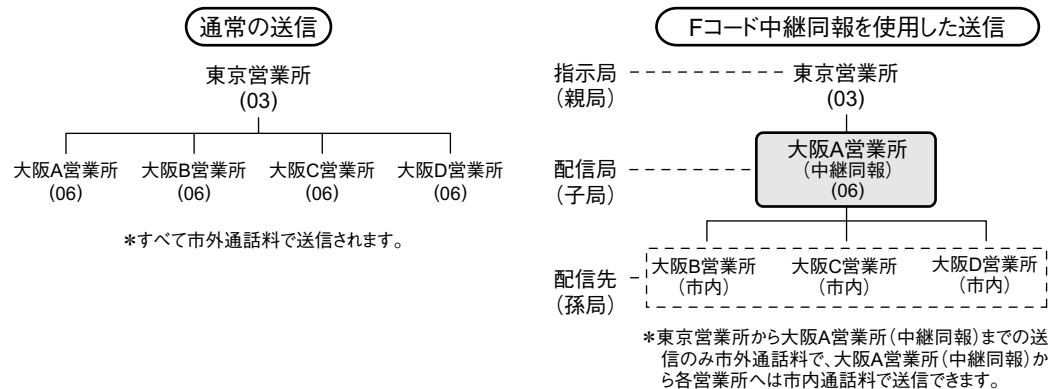 通常の送信
東京営業所
(03)
大阪A営業所 大阪B営業所 大阪C営業所 大阪D営業所
(06) (06) (06) (06)
*すべて市外通話料で送信されます。
Fコード中継同報を使用した送信
指示局 東京営業所
(親局) (03)
大阪A営業所
配信局 (中継同報)
(子局) (06)
配信先 大阪B営業所 大阪C営業所 大阪D営業所
(孫局) (市内) (市内) (市内)
*東京営業所から大阪A営業所(中継同報)までの送
信のみ市外通話料で、大阪A営業所(中継同報)か
ら各営業所へは市内通話料で送信できます。